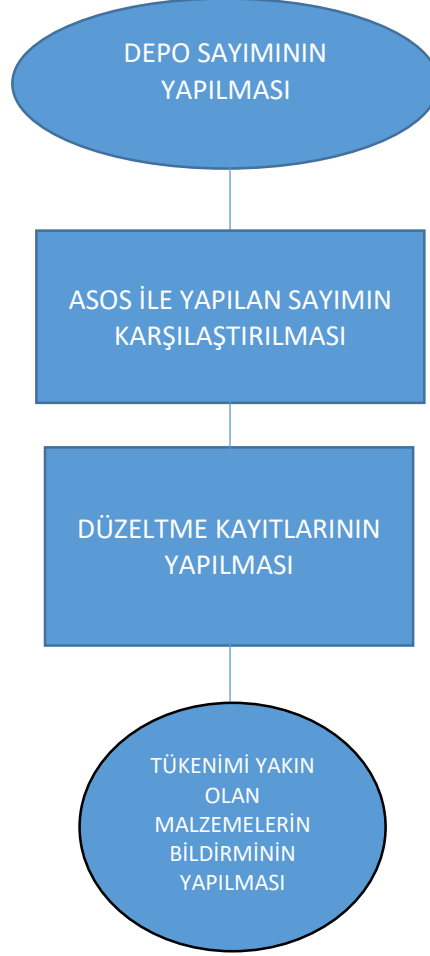 DEPO SAYIMININ
YAPILMASI
ASOS İLE YAPILAN SAYIMIN
KARŞILAŞTIRILMASI
DÜZELTME KAYITLARININ
YAPILMASI
TÜKENİMİ YAKIN
OLAN
MALZEMELERİN
BİLDİRMİNİN
YAPILMASI